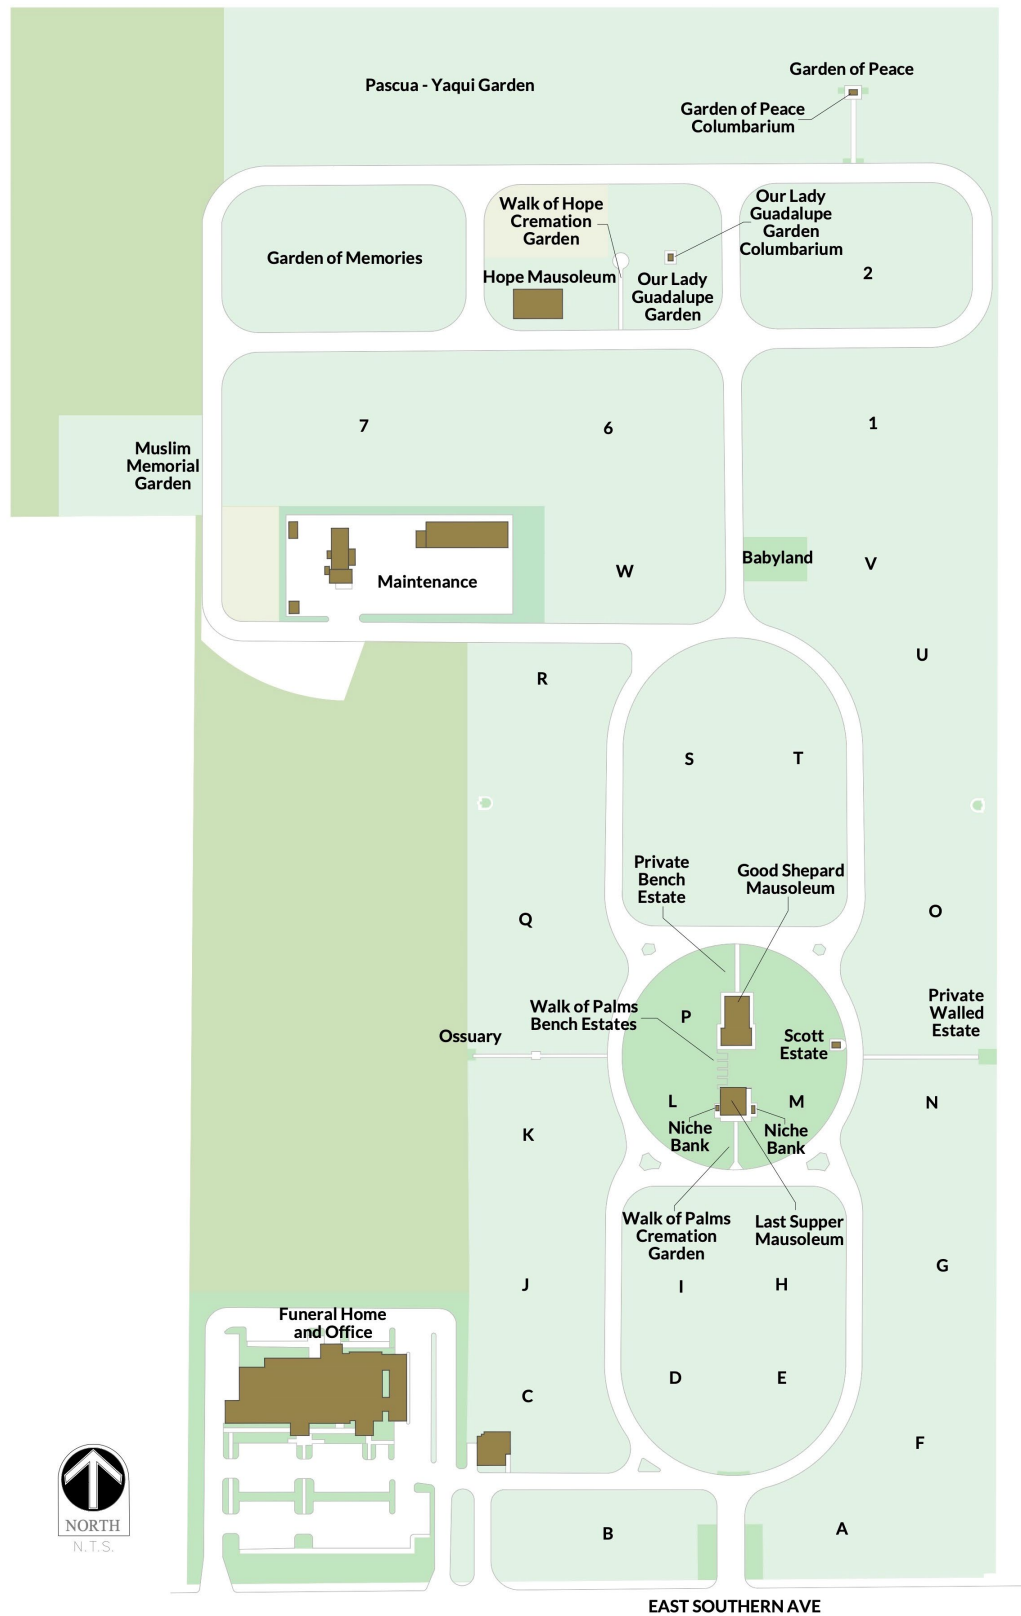 Garden of Peace
Pascua - Yaqui Garden
Garden of Peace
Columbarium
Walk of Hope
Cremation
Garden
Our Lady
Guadalupe
Garden
Columbarium
Garden of Memories
Hope Mausoleum
Our Lady
Guadalupe
Garden
2
7
6
1
Muslim
Memorial
Garden
Babyland
V
W
Maintenance
U
R
S
T
Private
Bench
Estate
Good Shepard
Mausoleum
Q
O
Walk of Palms
Bench Estates
P
Private
Walled
Estate
Ossuary
Scott
Estate
L
M
N
Niche
Bank
Niche
Bank
K
Walk of Palms
Cremation
Garden
Last Supper
Mausoleum
G
J
I
H
Funeral Home
and Office
D
E
C
F
NORTH
N.T.S.
B
A
EAST SOUTHERN AVE